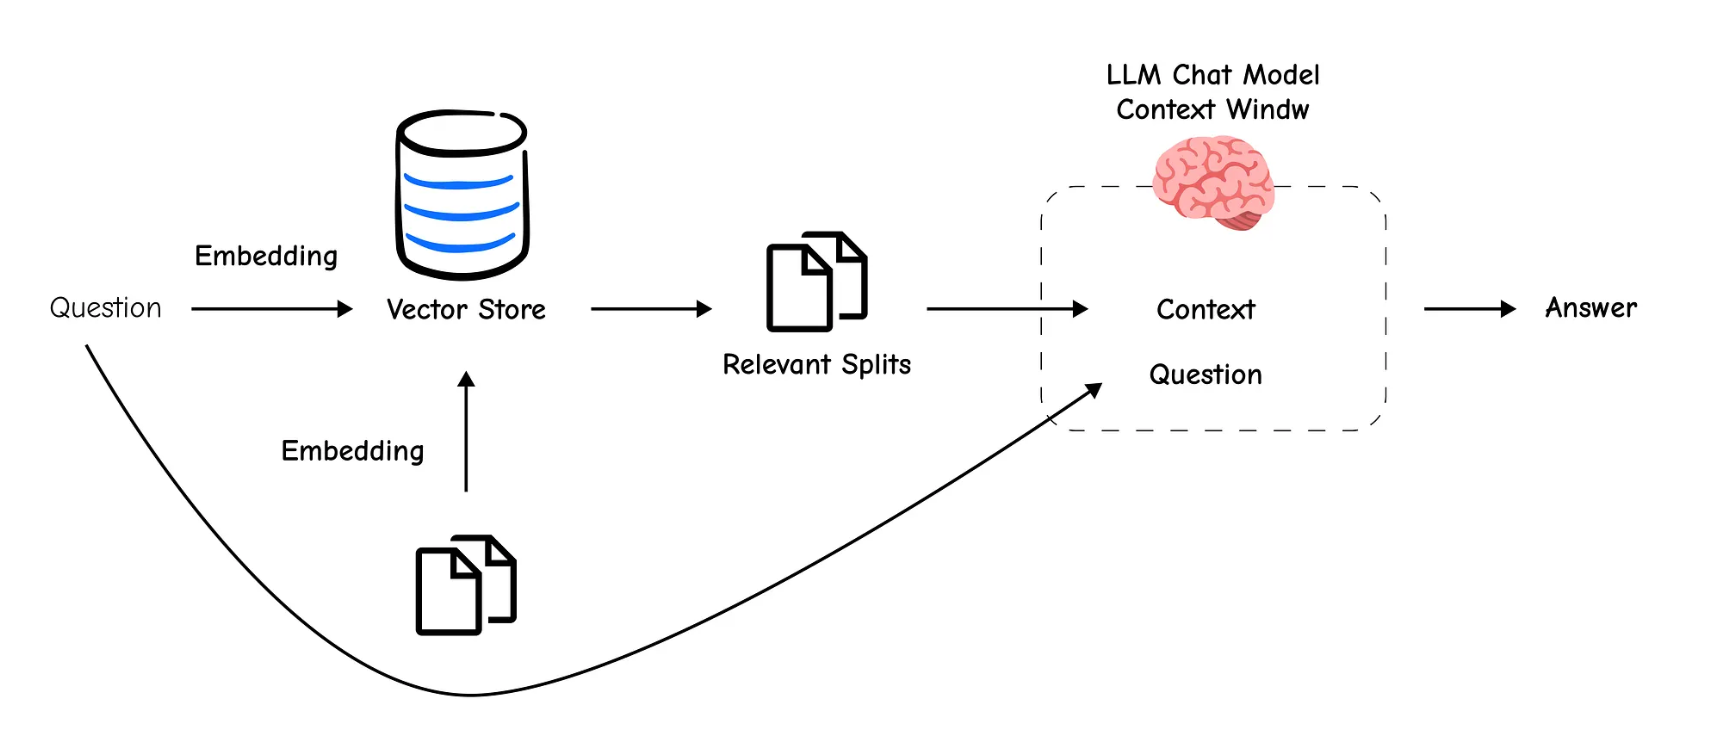 LLM Chat Model
Context Windw
Embedding
Question
Vector Store
Relevant Splits
Context
Question
Answer
Embedding